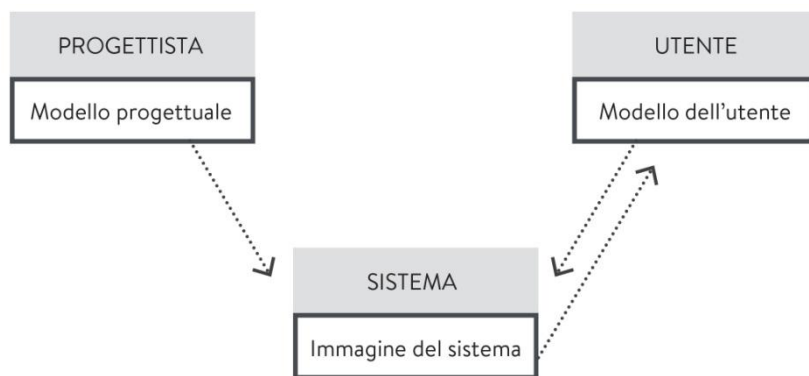 PROGETTISTA
Modello progettuale
UTENTE
Modello dell'utente
SISTEMA
Immagine del sistema